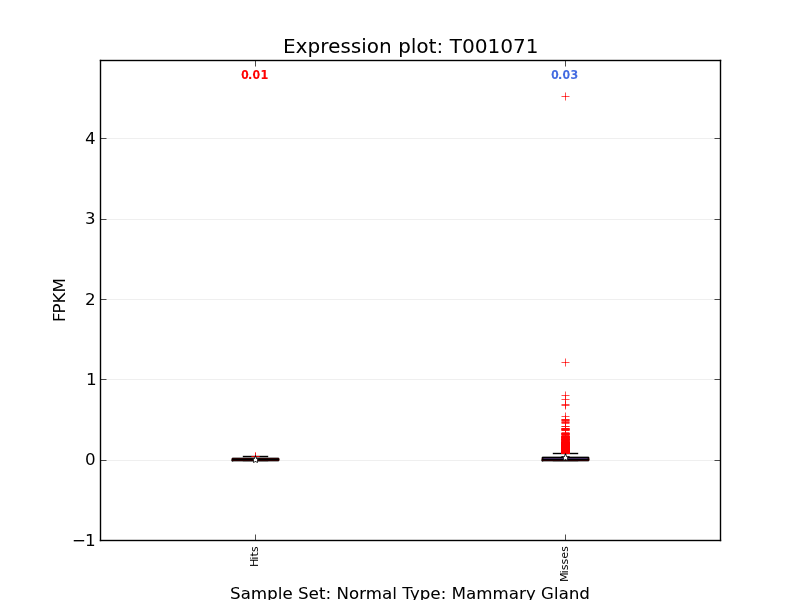 Expression plot: T001071
0.01 0.03
4
3
2
1
0
−1
FPKM
Hits Misses
Sample Set: Normal Type: Mammary Gland